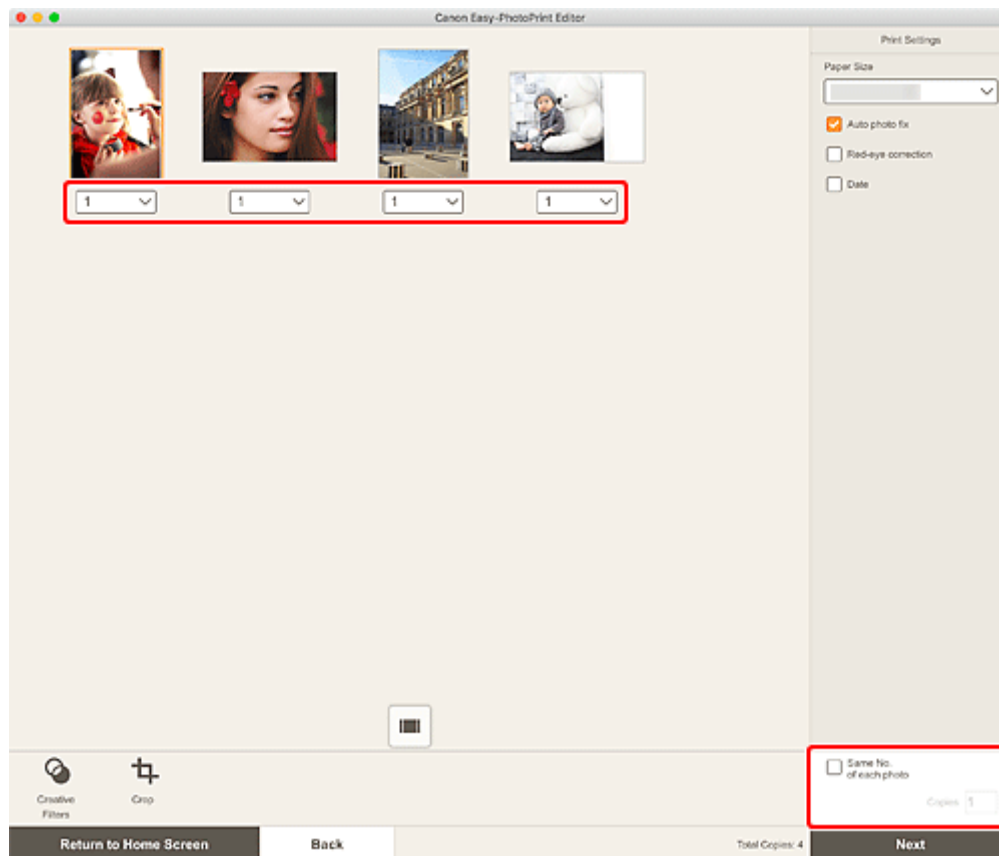 Canon Easy-PhotoPrint Editor
Print Settings
Paper Size
Auto photo fix
Red-eye correction
Date
1 1 1 1
Same No.
of each photo
Copies 1
Creative
Filters
Crop
Return to Home Screen Back Total Copies: 4 Next